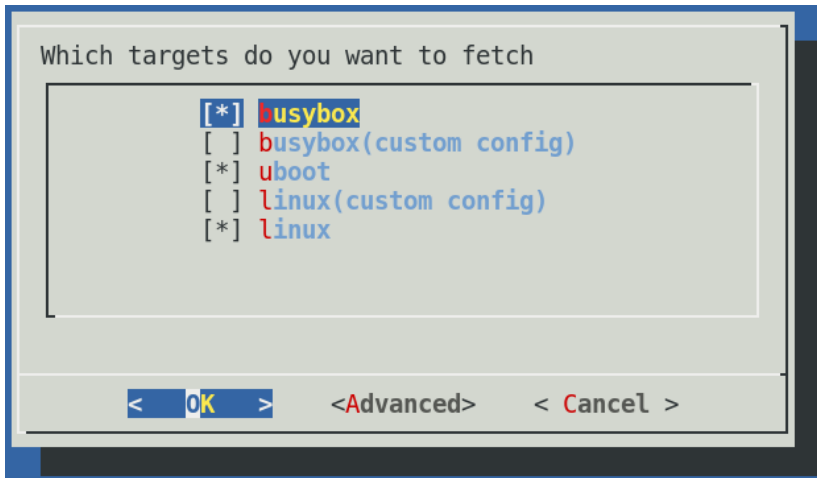 Which targets do you want to fetch
[*] busybox
[ ] busybox(custom config)
[*] uboot
[ ] linux(custom config)
[*] linux
< OK > <Advanced> < Cancel >